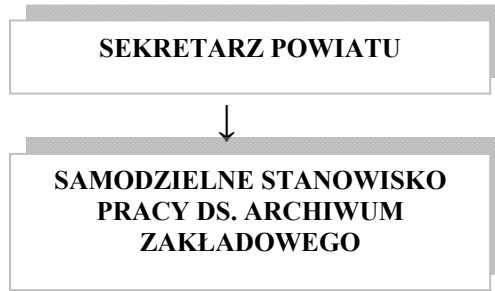 SEKRETARZ POWIATU
↓
SAMODZIELNE STANOWISKO
PRACY DS. ARCHIWUM
ZAKŁADOWEGO